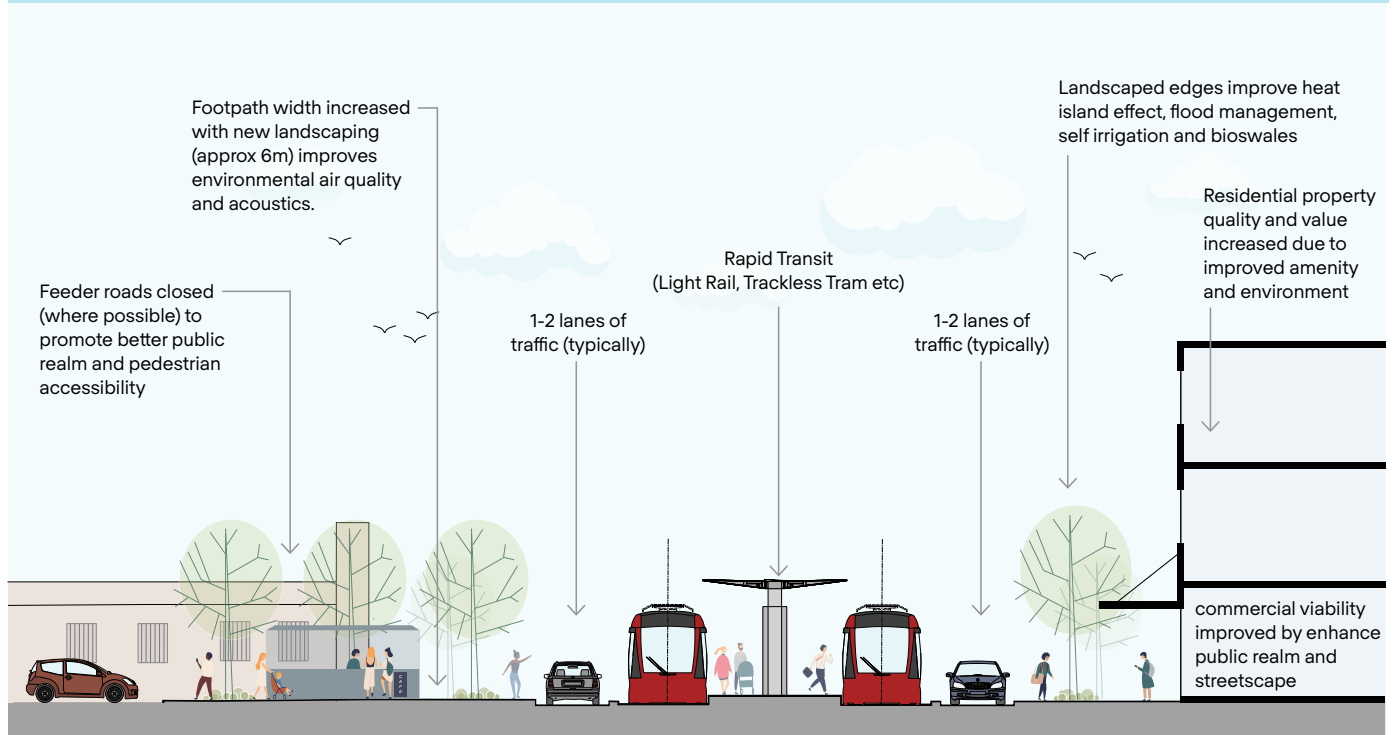 Footpath width increased
with new landscaping
(approx 6m) improves
environmental air quality
and acoustics.
Feeder roads closed
(where possible) to
promote better public
realm and pedestrian
accessibility
1-2 lanes of
traffic (typically)
Rapid Transit
(Light Rail, Trackless Tram etc)
1-2 lanes of
traffic (typically)
Landscaped edges improve heat
island effect, flood management,
self irrigation and bioswales
Residential property
quality and value
increased due to
improved amenity
and environment
commercial viability
improved by enhance
public realm and
streetscape
CAFE